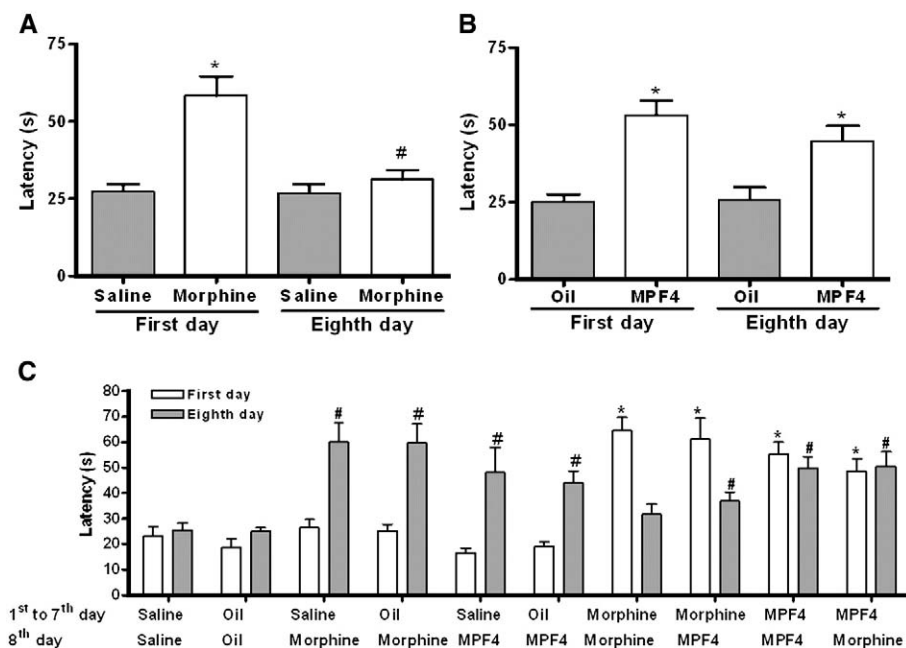 A
Latency (s)
75
50
25
0
*
#
Saline Morphine Saline Morphine
First day Eighth day
B
Latency (s)
75
50
25
0
*
*
Oil MPF4 Oil MPF4
First day Eighth day
C
First day
Eighth day
Latency (s)
80
70
60
50
40
30
20
10
0
# # # # * * # * # * #
1st to 7th day Saline Oil Saline Oil Saline Oil Morphine Morphine MPF4 MPF4
8th day Saline Oil Morphine Morphine MPF4 MPF4 Morphine MPF4 MPF4 Morphine